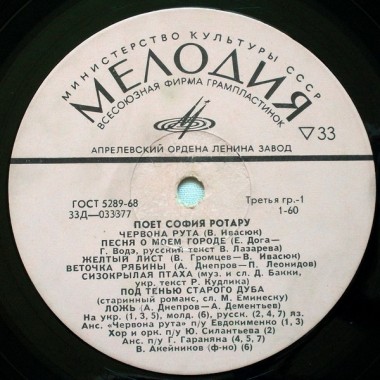 МИНИСТЕРСТВО КУЛЬТУРЫ СССР
МЕЛОДИЯ
ВСЕСОЮЗНАЯ ФИРМА ГРАМПЛАСТИНОК
▽33
АПРЕЛЕВСКИЙ ОРДЕНА ЛЕНИНА ЗАВОД
ГОСТ 5289-68
Третья гр.-1
33Д—033377
1-60
ПОЕТ СОФИЯ РОТАРУ
ЧЕРВОНА РУТА (В. Ивасюк)
ПЕСНЯ О МОЕМ ГОРОДЕ (Е. Дога—
Г. Водэ, русский текст В. Лазарева)
ЖЕЛТЫЙ ЛИСТ (В. Громцев—В. Ивасюк)
ВЕТОЧКА РЯБИНЫ (А. Днепров—П. Леонидов)
СИЗОКРЫЛАЯ ПТАХА (муз. и сл. Д. Бакки,
укр. текст Р. Кудлика)
ПОД ТЕНЬЮ СТАРОГО ДУБА
(старинный романс, сл. М. Еминеску)
ЛОЖЬ (А. Днепров—А. Дементьев)
На укр. (1, 3, 5), молд. (6), русск. (2, 4, 7) яз.
Анс. «Червона рута» п/у Евдокименко (1, 3)
Хор и орк. п/у Ю. Силантьева (2)
Анс. п/у Г. Гараняна (4, 5, 7)
В. Акейников (ф-но) (6)